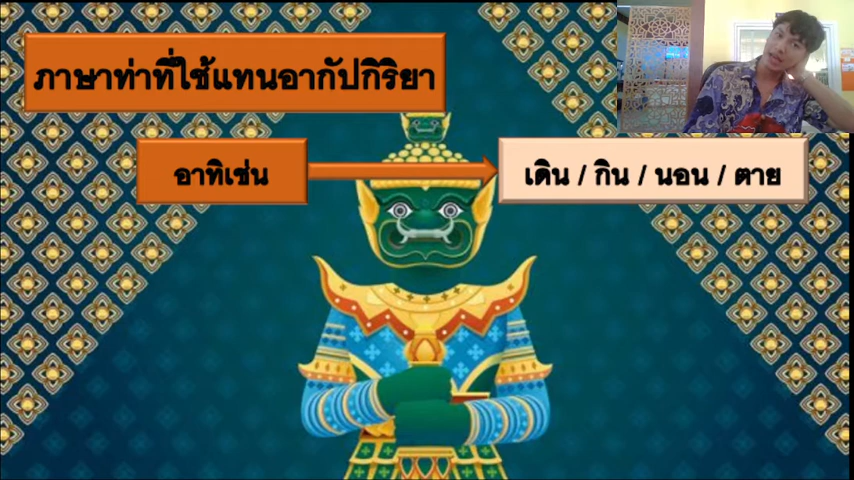 ภาษาท่าที่ใช้แทนอากัปกิริยา
อาทิเช่น
เดิน / กิน / นอน / ตาย